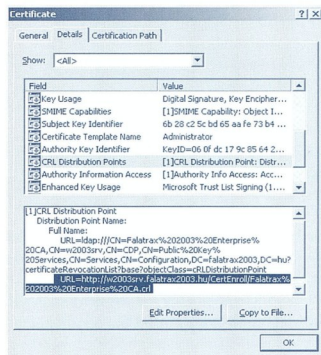 Certificate
General Details Certification Path
Show: <All>
Field Value
Key Usage Digital Signature, Key Encipher...
SMIME Capabilities [1]SMIME Capability: Object I...
Subject Key Identifier 6b 28 c2 5c bd 65 aa fe 73 b4 ...
Certificate Template Name Administrator
Authority Key Identifier KeyID=06 0f dc 17 9c 85 64 2...
CRL Distribution Points [1]CRL Distribution Point: Distr...
Authority Information Access [1]Authority Info Access: Acc...
Enhanced Key Usage Microsoft Trust List Signing (1....
[1]CRL Distribution Point
Distribution Point Name:
Full Name:
URL=ldap:///CN=Falatrax%202003%20Enterprise%
20CA,CN=w2003srv,CN=CDP,CN=Public%20Key%
20Services,CN=Services,CN=Configuration,DC=falatrax2003,DC=hu?
certificateRevocationList?base?objectClass=cRLDistributionPoint
URL=http://w2003srv.falatrax2003.hu/CertEnroll/Falatrax%
202003%20Enterprise%20CA.crl
Edit Properties... Copy to File...
OK